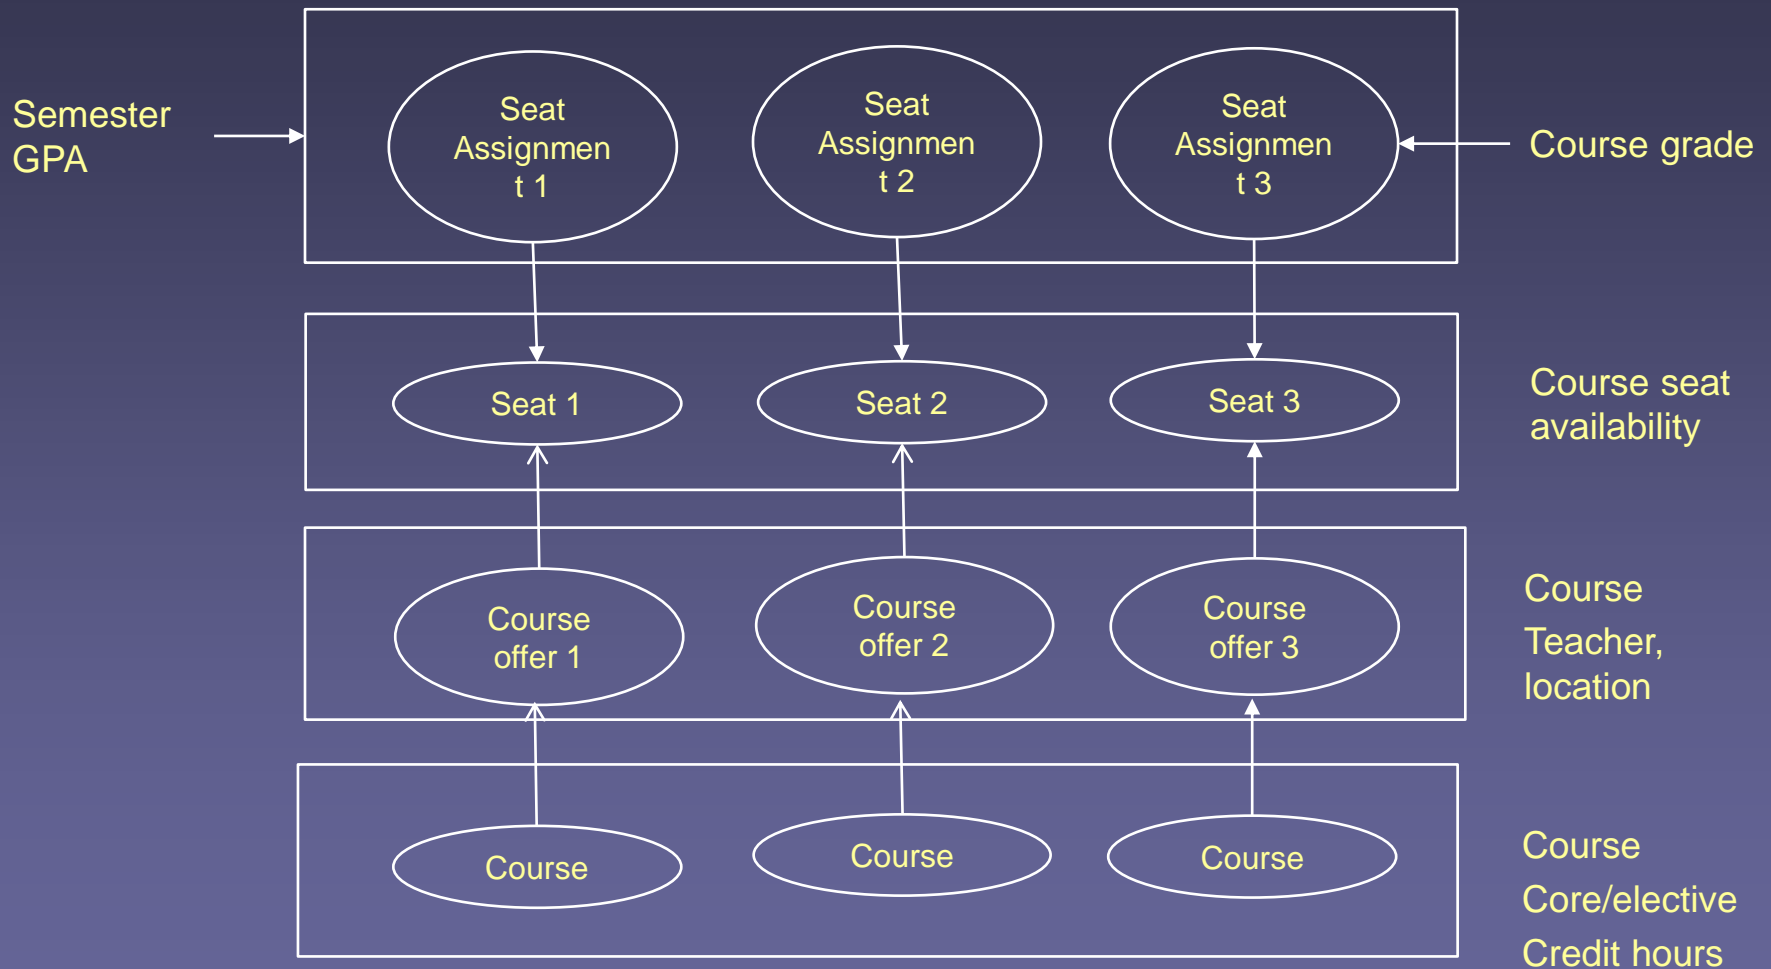 Semester
GPA
Seat
Assignmen
t 1
Seat
Assignmen
t 2
Seat
Assignmen
t 3
Course grade
Seat 1
Seat 2
Seat 3
Course seat
availability
Course
offer 1
Course
offer 2
Course
offer 3
Course
Teacher,
location
Course
Course
Course
Course
Core/elective
Credit hours